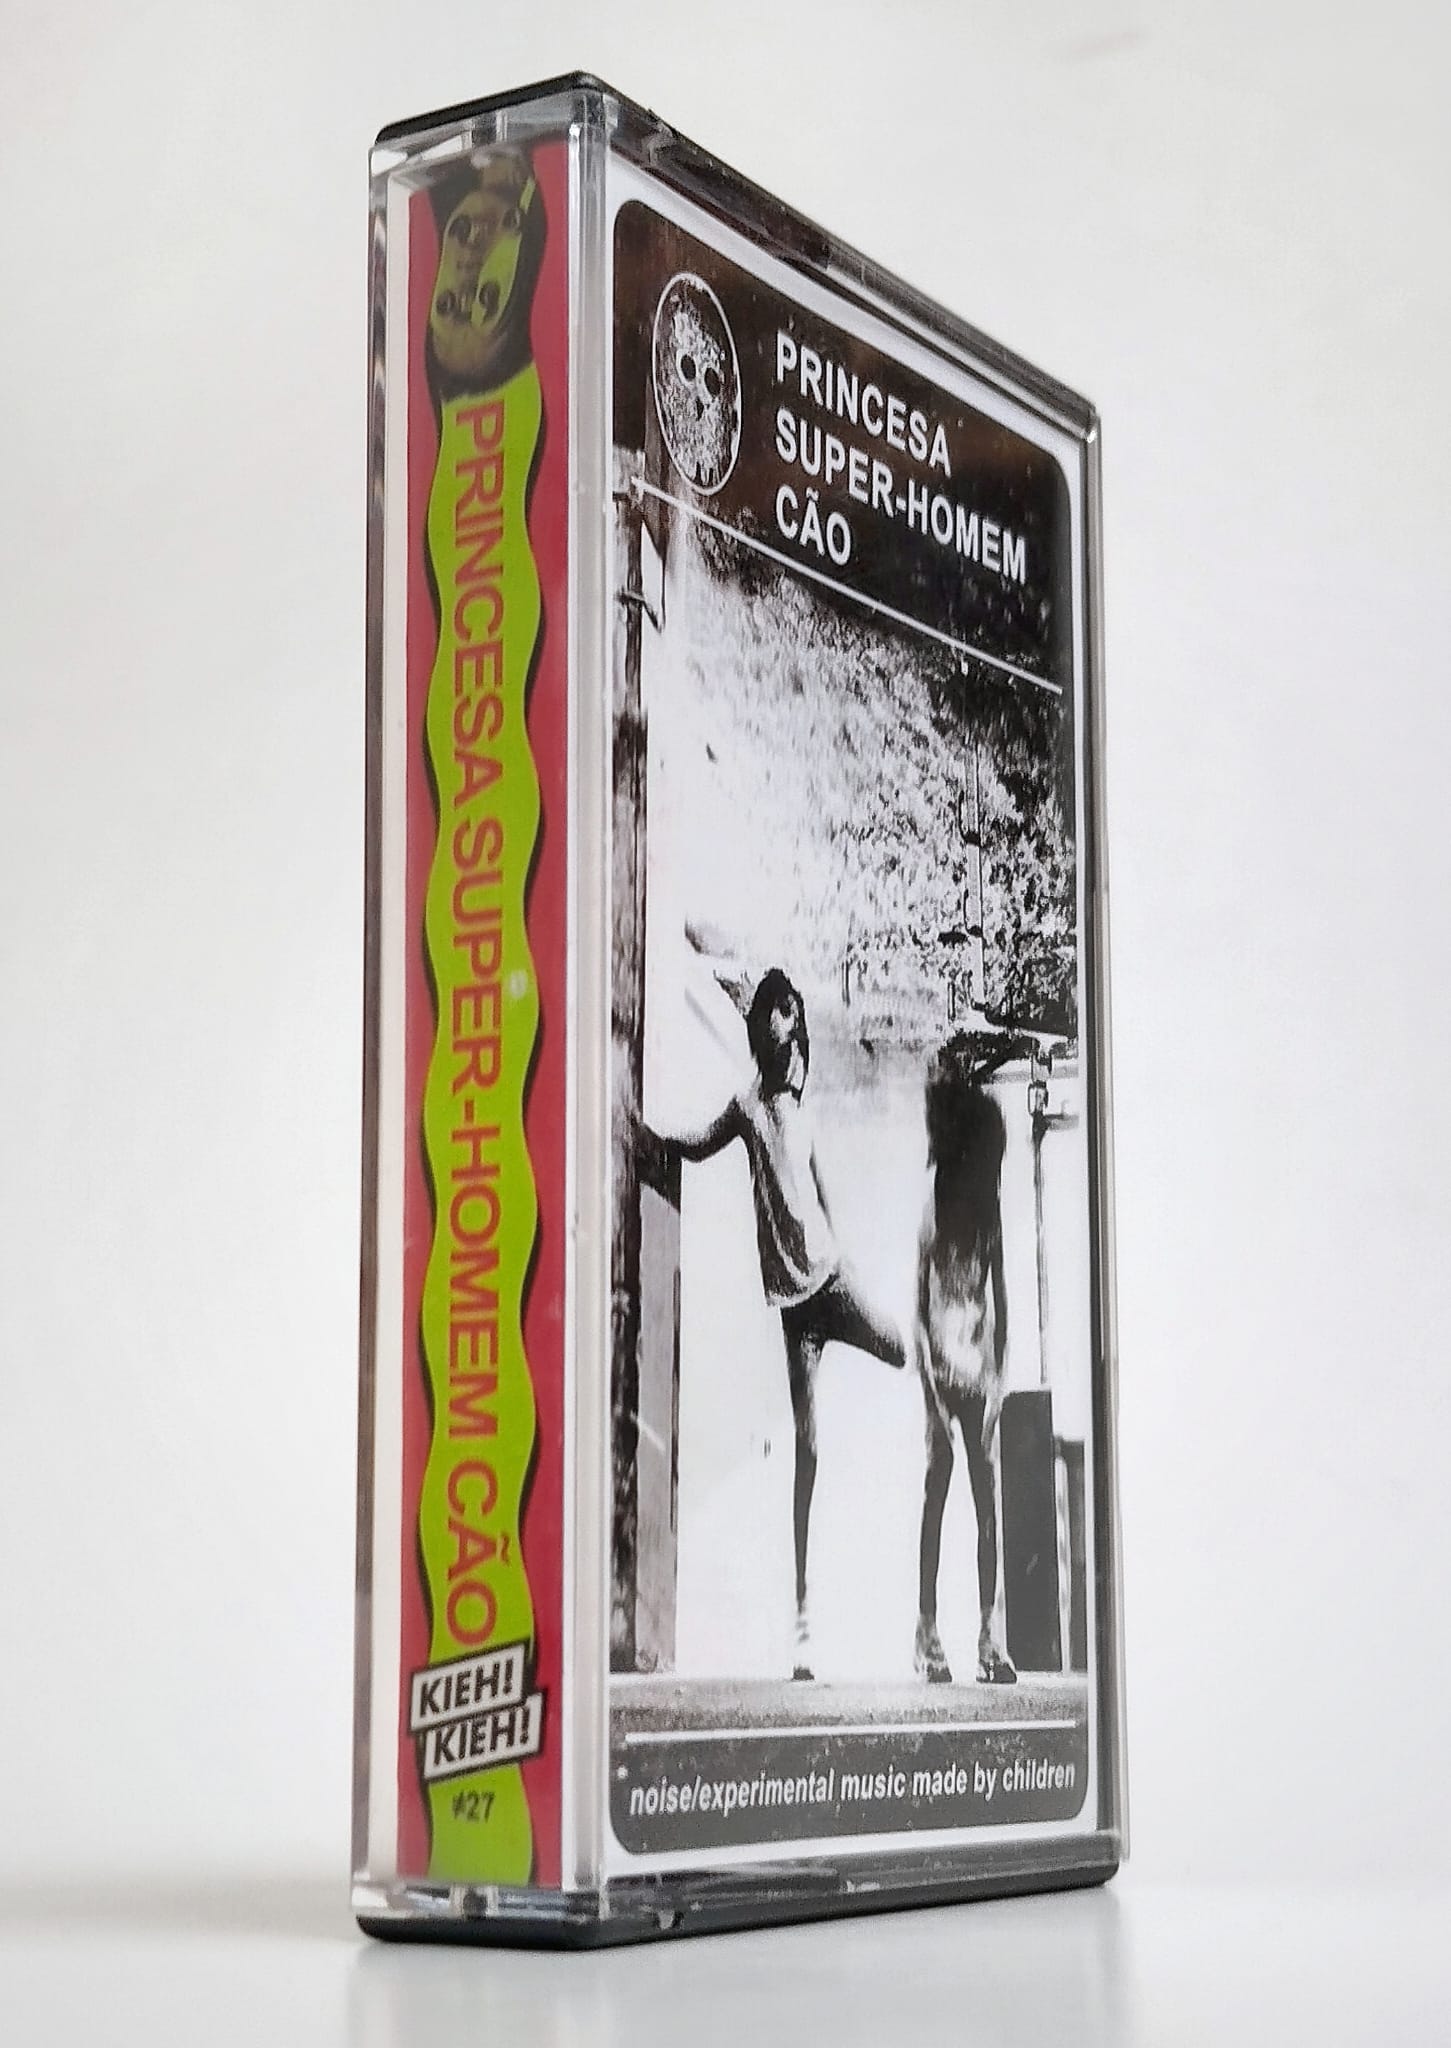 PRINCESA SUPER-HOMEM CÃO
KIEH!
KIEH!
≠27
PRINCESA
SUPER-HOMEM
CÃO
noise/experimental music made by children